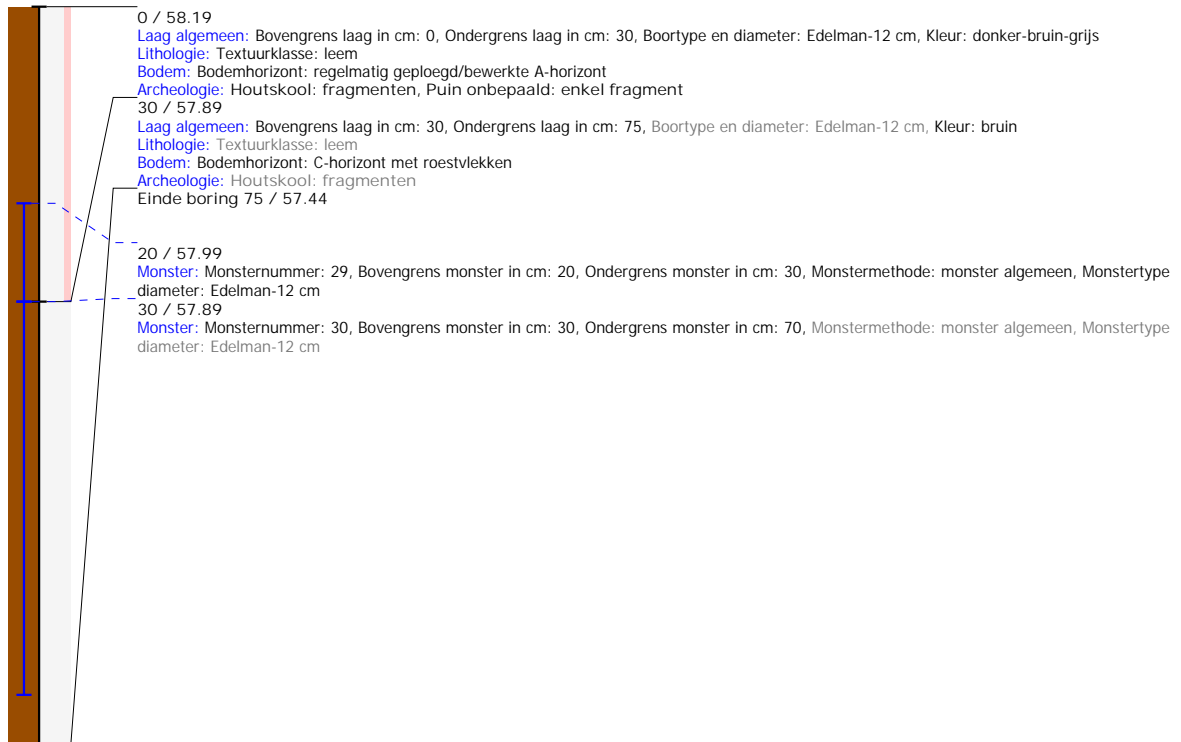 0 / 58.19
Laag algemeen: Bovengrens laag in cm: 0, Ondergrens laag in cm: 30, Boortype en diameter: Edelman-12 cm, Kleur: donker-bruin-grijs
Lithologie: Textuurklasse: leem
Bodem: Bodemhorizont: regelmatig geploegd/bewerkte A-horizont
Archeologie: Houtskool: fragmenten, Puin onbepaald: enkel fragment
30 / 57.89
Laag algemeen: Bovengrens laag in cm: 30, Ondergrens laag in cm: 75, Boortype en diameter: Edelman-12 cm, Kleur: bruin
Lithologie: Textuurklasse: leem
Bodem: Bodemhorizont: C-horizont met roestvlekken
Archeologie: Houtskool: fragmenten
Einde boring 75 / 57.44
20 / 57.99
Monster: Monsternummer: 29, Bovengrens monster in cm: 20, Ondergrens monster in cm: 30, Monstermethode: monster algemeen, Monstertype
diameter: Edelman-12 cm
30 / 57.89
Monster: Monsternummer: 30, Bovengrens monster in cm: 30, Ondergrens monster in cm: 70, Monstermethode: monster algemeen, Monstertype
diameter: Edelman-12 cm